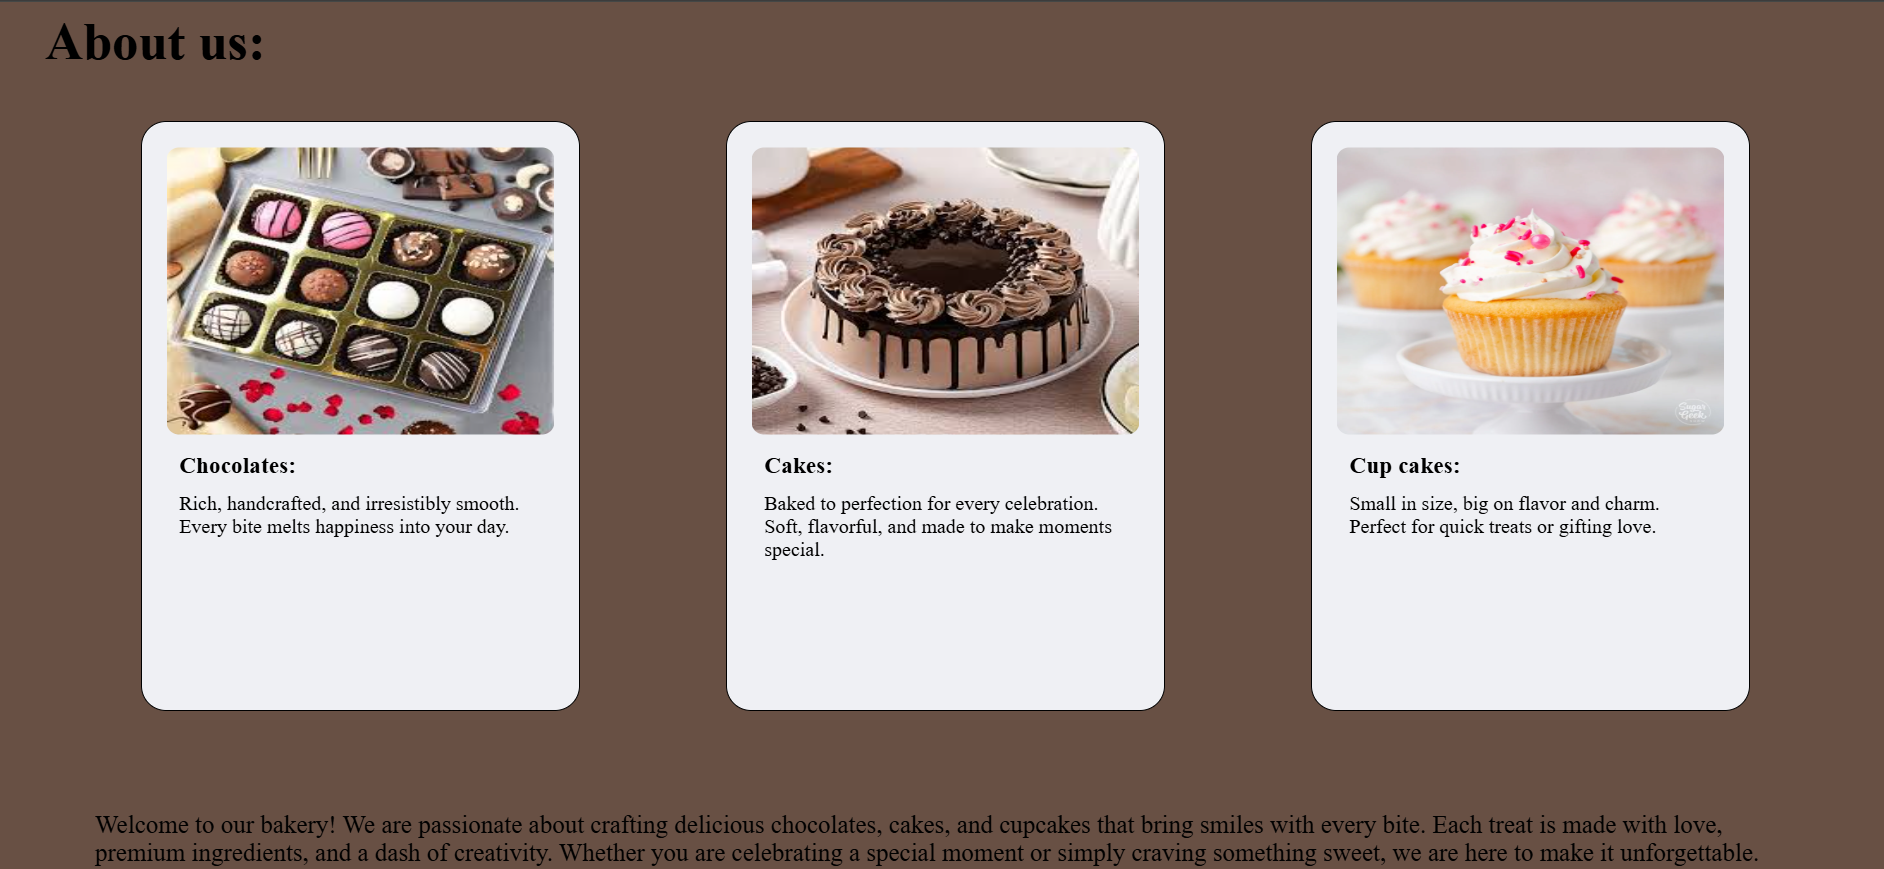 About us:
Chocolates:
Rich, handcrafted, and irresistibly smooth.
Every bite melts happiness into your day.
Cakes:
Baked to perfection for every celebration.
Soft, flavorful, and made to make moments
special.
Sugar
Geek
Cup cakes:
Small in size, big on flavor and charm.
Perfect for quick treats or gifting love.
Welcome to our bakery! We are passionate about crafting delicious chocolates, cakes, and cupcakes that bring smiles with every bite. Each treat is made with love,
premium ingredients, and a dash of creativity. Whether you are celebrating a special moment or simply craving something sweet, we are here to make it unforgettable.